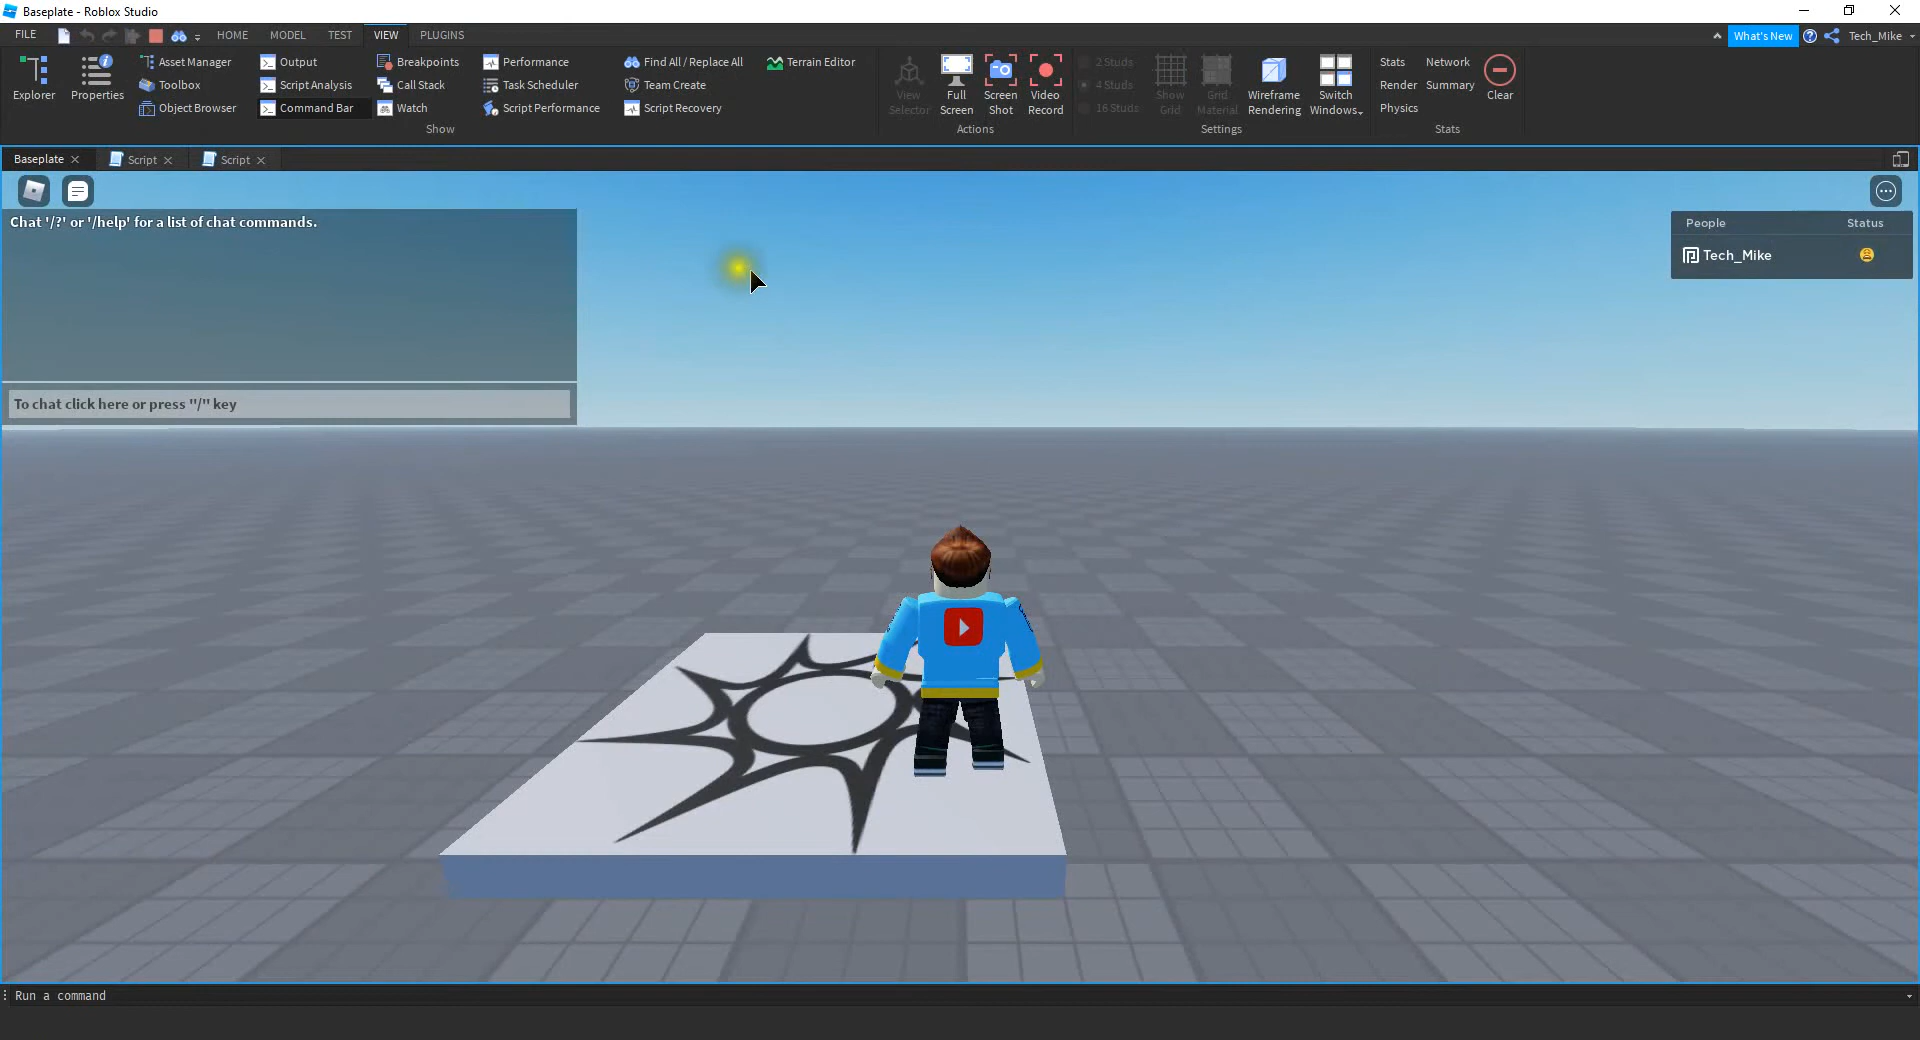 Baseplate - Roblox Studio
FILE HOME MODEL TEST VIEW PLUGINS What's New Tech_Mike
Explorer
Properties
Asset Manager
Toolbox
Object Browser
Output
Script Analysis
Command Bar
Breakpoints
Call Stack
Watch
Performance
Task Scheduler
Script Performance
Find All / Replace All
Team Create
Script Recovery
Terrain Editor
Show
View
Selector
Full
Screen
Screen
Shot
Video
Record
Actions
2 Studs
4 Studs
16 Studs
Show
Grid
Grid
Material
Wireframe
Rendering
Switch
Windows
Settings
Stats
Render
Physics
Network
Summary
Clear
Stats
Baseplate Script Script
Chat '/?' or '/help' for a list of chat commands.
To chat click here or press "/" key
People Status
Tech_Mike
Run a command